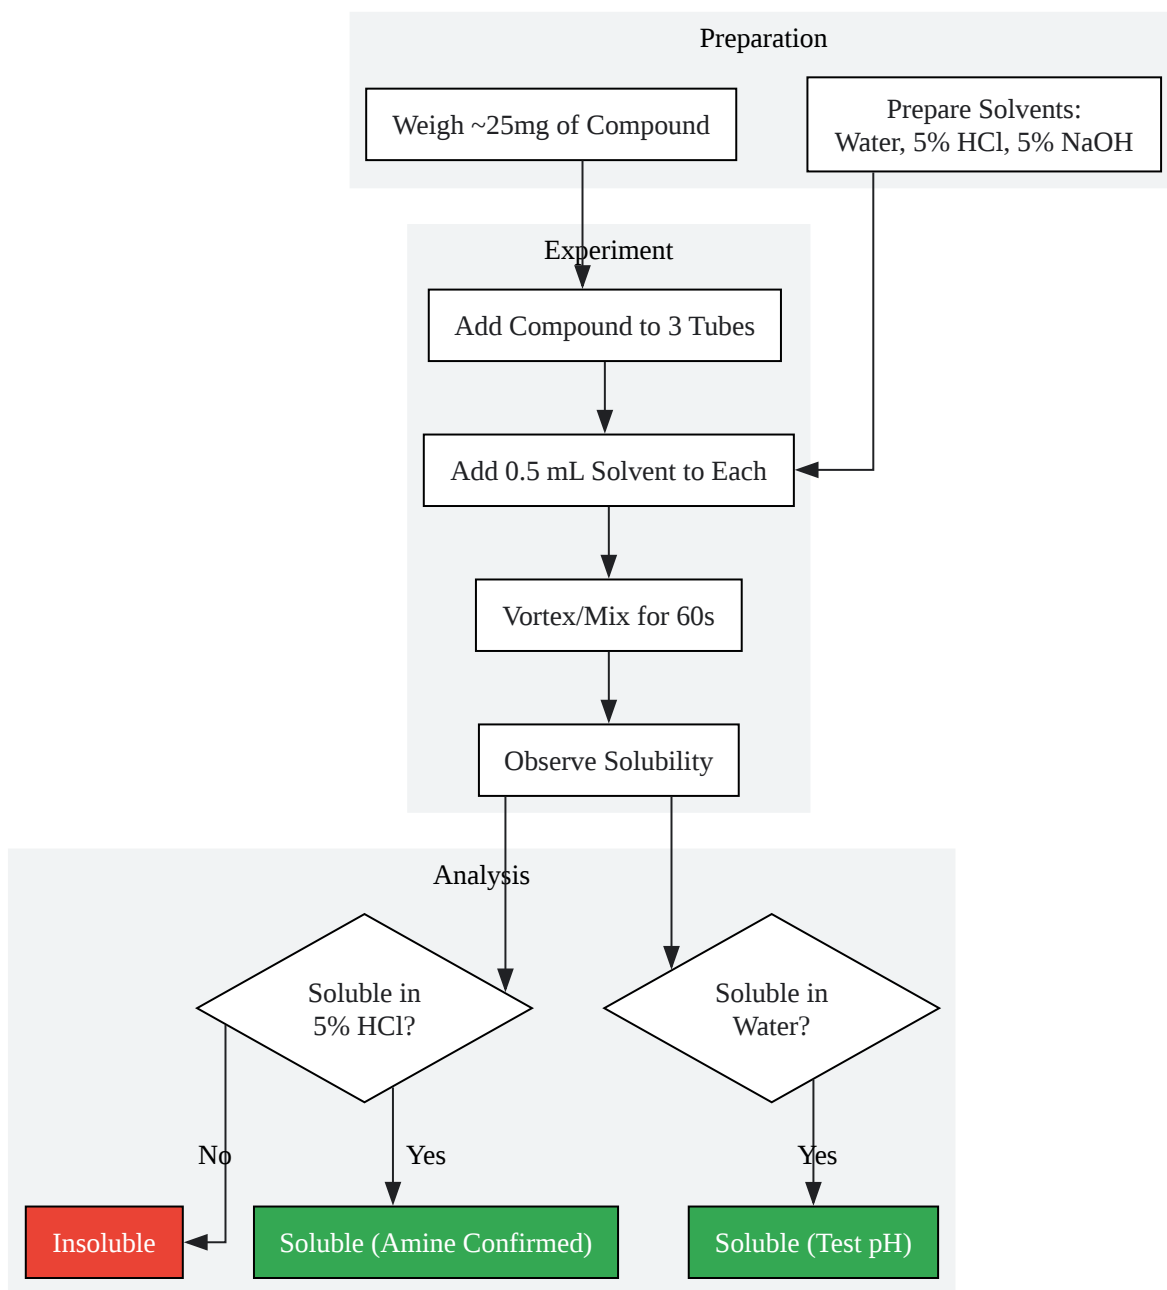 Preparation
Weigh ~25mg of Compound
Prepare Solvents:
Water, 5% HCl, 5% NaOH
Experiment
Add Compound to 3 Tubes
Add 0.5 mL Solvent to Each
Vortex/Mix for 60s
Observe Solubility
Analysis
Soluble in
5% HCl?
Soluble in
Water?
No
Yes
Yes
Insoluble
Soluble (Amine Confirmed)
Soluble (Test pH)